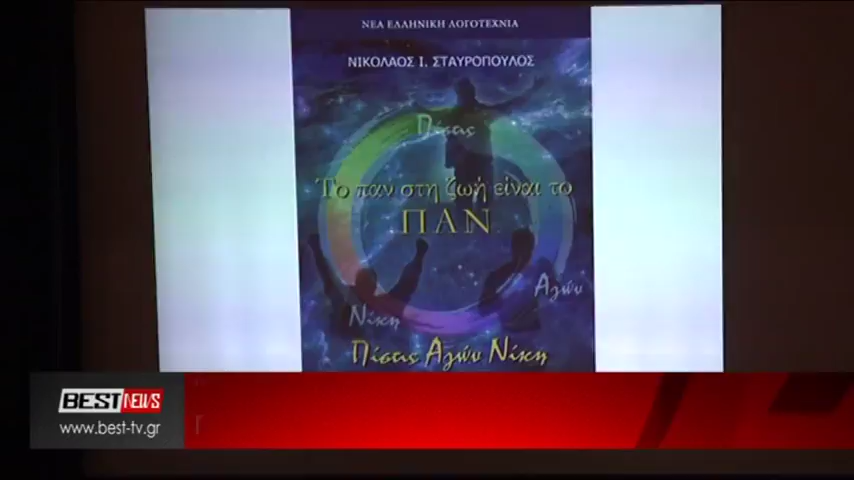 ΝΕΑ ΕΛΛΗΝΙΚΗ ΛΟΓΟΤΕΧΝΙΑ
ΝΙΚΟΛΑΟΣ Ι. ΣΤΑΥΡΟΠΟΥΛΟΣ
Πίστις
Το παν στη ζωή είναι το
ΠΑΝ
Αγών
Νίκη
Πίστις Αγών Νίκη
BEST NEWS
www.best-tv.gr